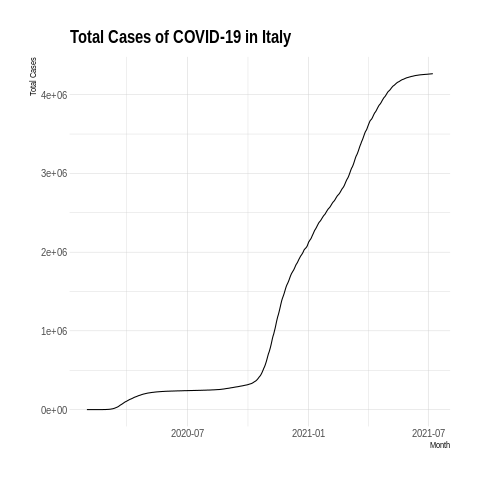 Total Cases of COVID-19 in Italy
Total Cases
4e+06
3e+06
2e+06
1e+06
0e+00
2020-07
2021-01
2021-07
Month